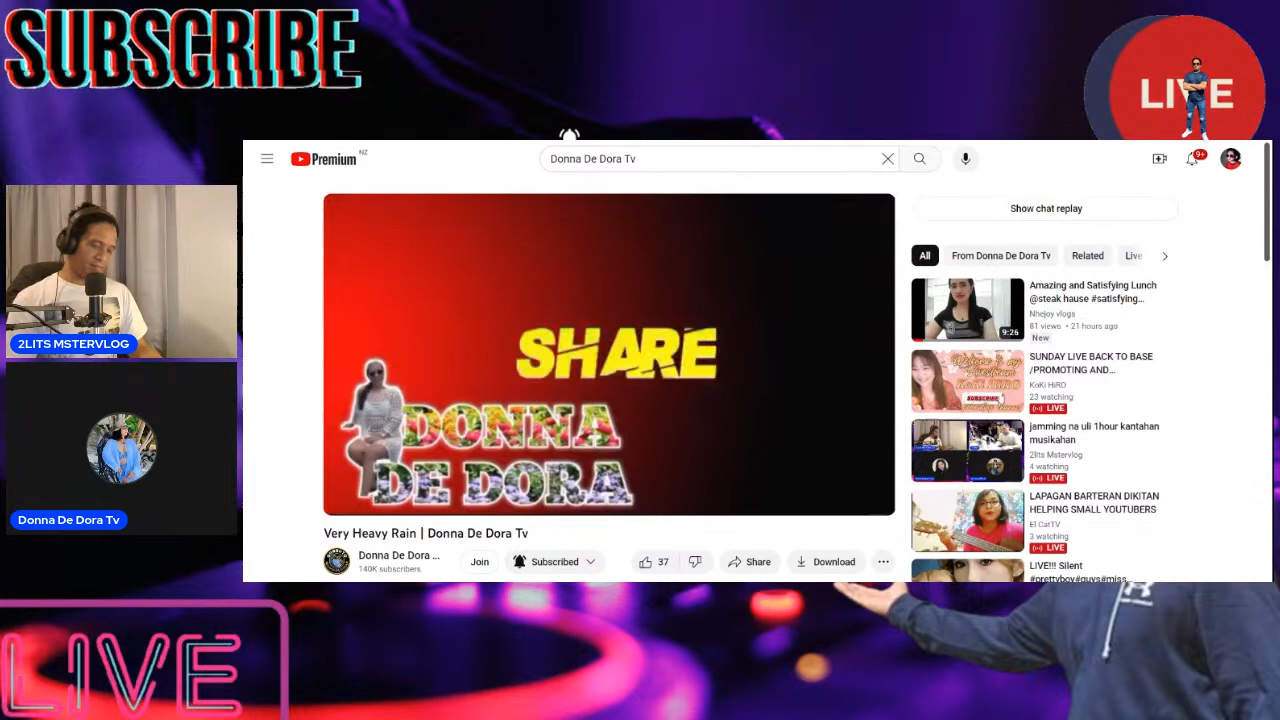 SUBSCRIBE
LIVE
Premium NZ
Donna De Dora Tv
9+
Show chat replay
All
From Donna De Dora Tv
Related
Live
SHARE
DONNA
DE DORA
Very Heavy Rain | Donna De Dora Tv
Donna De Dora ...
140K subscribers
Join
Subscribed
37
Share
Download
9:26
Amazing and Satisfying Lunch
@steak hause #satisfying...
Nhejoy vlogs
81 views • 21 hours ago
New
SUNDAY LIVE BACK TO BASE
/PROMOTING AND...
KoKi HiRO
23 watching
LIVE
jamming na uli 1hour kantahan
musikahan
2lits Mstervlog
4 watching
LIVE
LAPAGAN BARTERAN DIKITAN
HELPING SMALL YOUTUBERS
El CatTV
3 watching
LIVE
LIVE!!! Silent
#prettyboy#guys#miss
2LITS MSTERVLOG
Donna De Dora Tv
LIVE